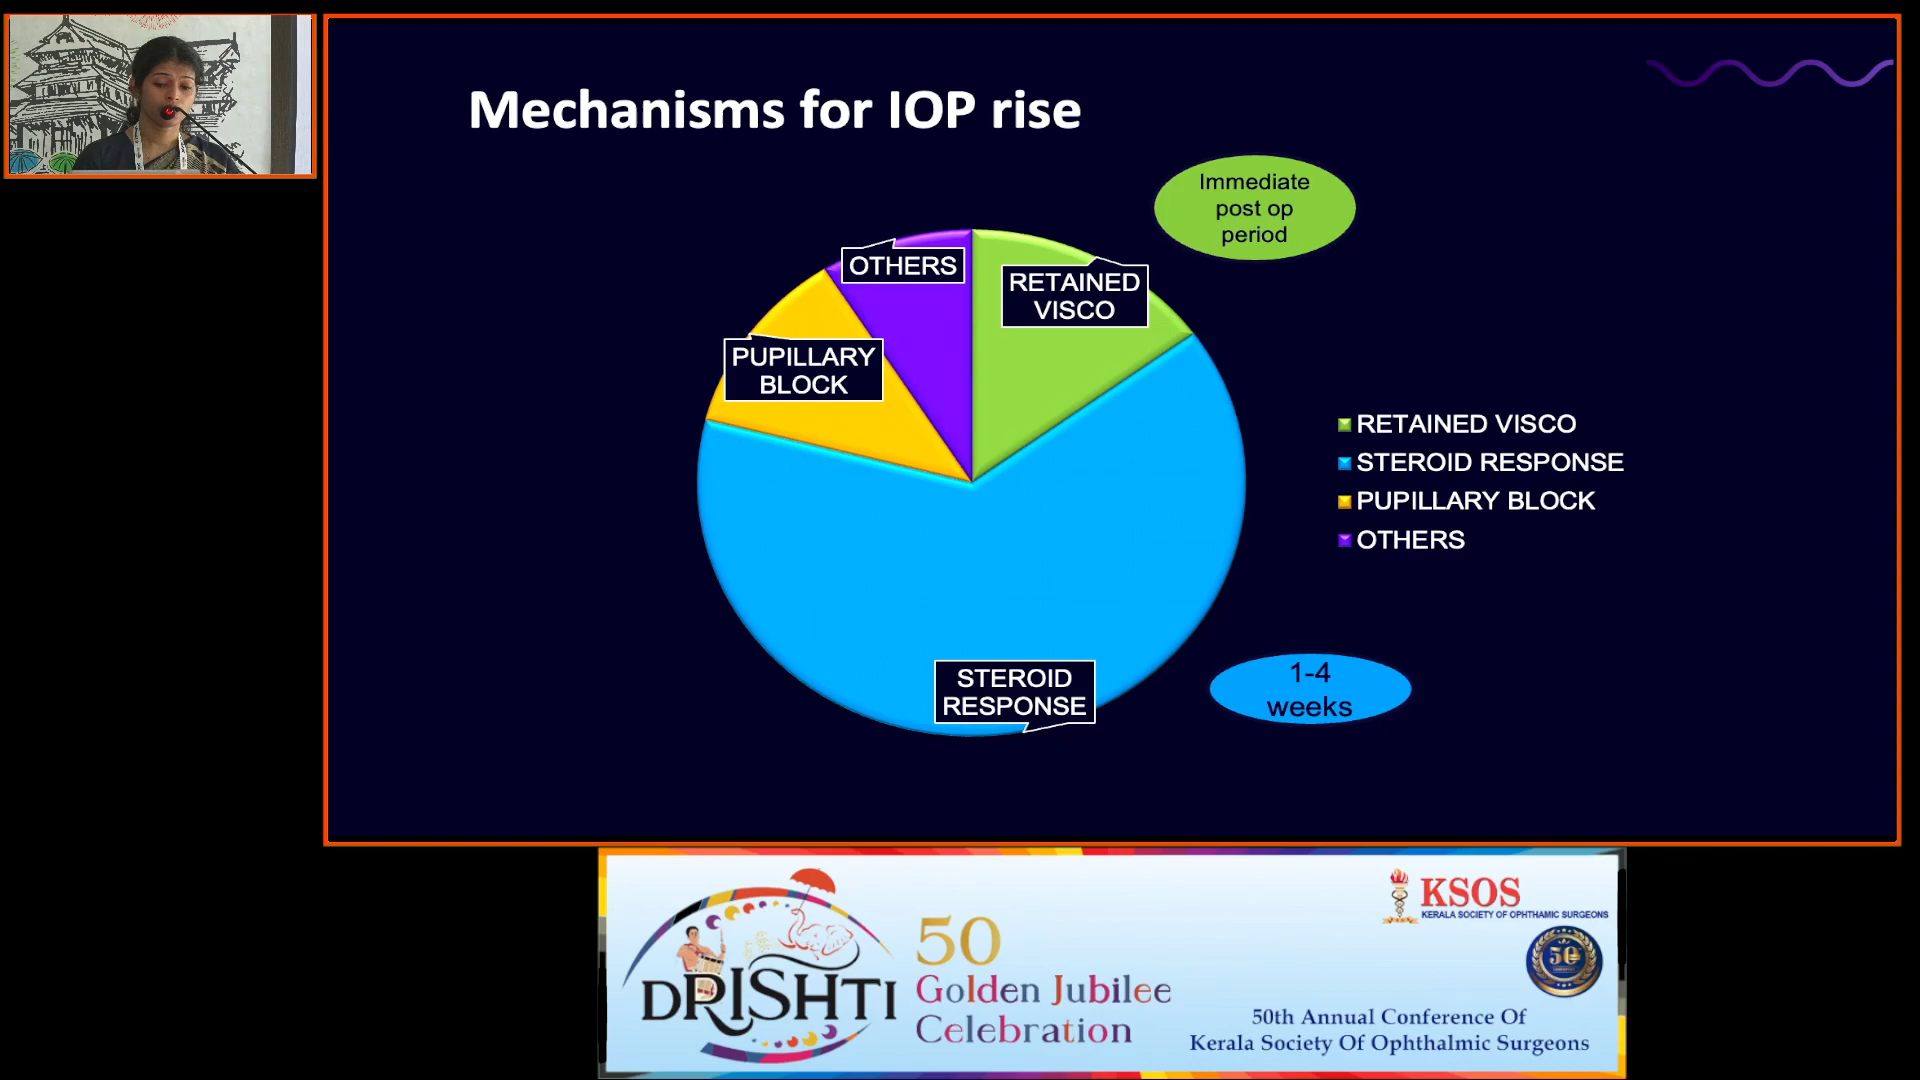 Mechanisms for IOP rise
Immediate
post op
period
OTHERS
RETAINED
VISCO
PUPILLARY
BLOCK
RETAINED VISCO
STEROID RESPONSE
PUPILLARY BLOCK
OTHERS
STEROID
RESPONSE
1-4
weeks
DRISHTI
50
Golden Jubilee
Celebration
KSOS
KERALA SOCIETY OF OPHTHAMIC SURGEONS
50
50th Annual Conference Of
Kerala Society Of Ophthalmic Surgeons